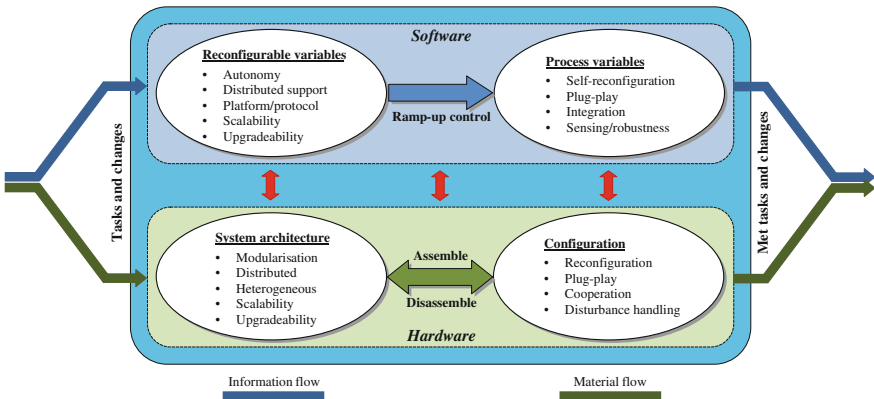 Software
Reconfigurable variables
• Autonomy
• Distributed support
• Platform/protocol
• Scalability
• Upgradeability
Ramp-up control
Process variables
• Self-reconfiguration
• Plug-play
• Integration
• Sensing/robustness
Tasks and changes
Met tasks and changes
System architecture
• Modularisation
• Distributed
• Heterogeneous
• Scalability
• Upgradeability
Assemble
Disassemble
Configuration
• Reconfiguration
• Plug-play
• Cooperation
• Disturbance handling
Hardware
Information flow
Material flow